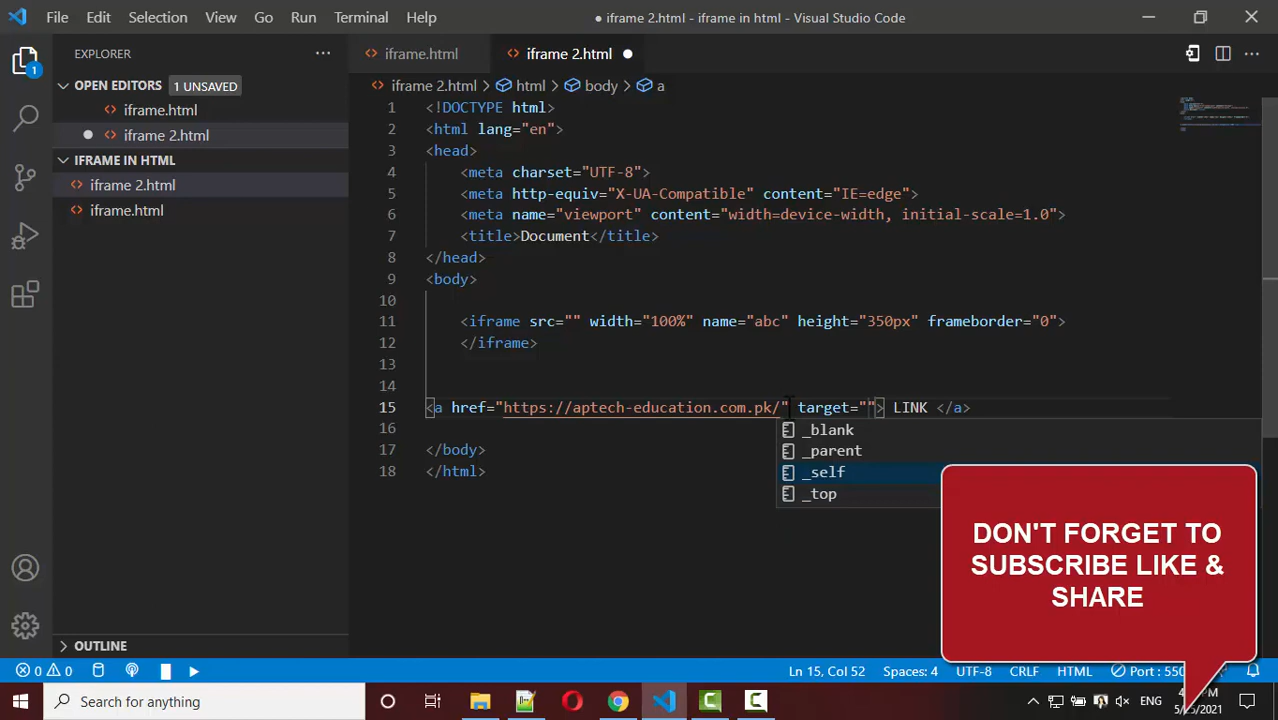 File Edit Selection View Go Run Terminal Help ● iframe 2.html - iframe in html - Visual Studio Code
EXPLORER
OPEN EDITORS 1 UNSAVED
iframe.html
iframe 2.html
IFRAME IN HTML
iframe 2.html
iframe.html
OUTLINE
1
iframe.html iframe 2.html
iframe 2.html > html > body > a
1 <!DOCTYPE html>
2 <html lang="en">
3 <head>
4 <meta charset="UTF-8">
5 <meta http-equiv="X-UA-Compatible" content="IE=edge">
6 <meta name="viewport" content="width=device-width, initial-scale=1.0">
7 <title>Document</title>
8 </head>
9 <body>
10
11 <iframe src="" width="100%" name="abc" height="350px" frameborder="0">
12 </iframe>
13
14
15 <a href="https://aptech-education.com.pk/" target=""> LINK </a>
16
17 </body>
18 </html>
_blank
_parent
_self
_top
DON'T FORGET TO
SUBSCRIBE LIKE &
SHARE
0 0 Ln 15, Col 52 Spaces: 4 UTF-8 CRLF HTML Port : 550
Type here: Search for anything ENG